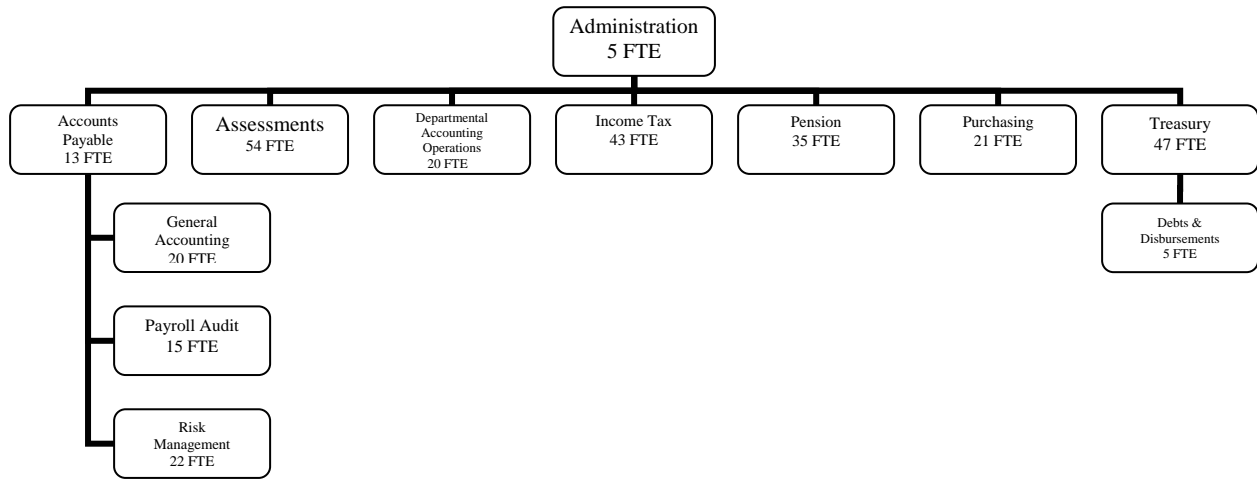 Administration
5 FTE
Accounts
Payable
13 FTE
Assessments
54 FTE
Departmental
Accounting
Operations
20 FTE
Income Tax
43 FTE
Pension
35 FTE
Purchasing
21 FTE
Treasury
47 FTE
General
Accounting
20 FTE
Payroll Audit
15 FTE
Risk
Management
22 FTE
Debts &
Disbursements
5 FTE